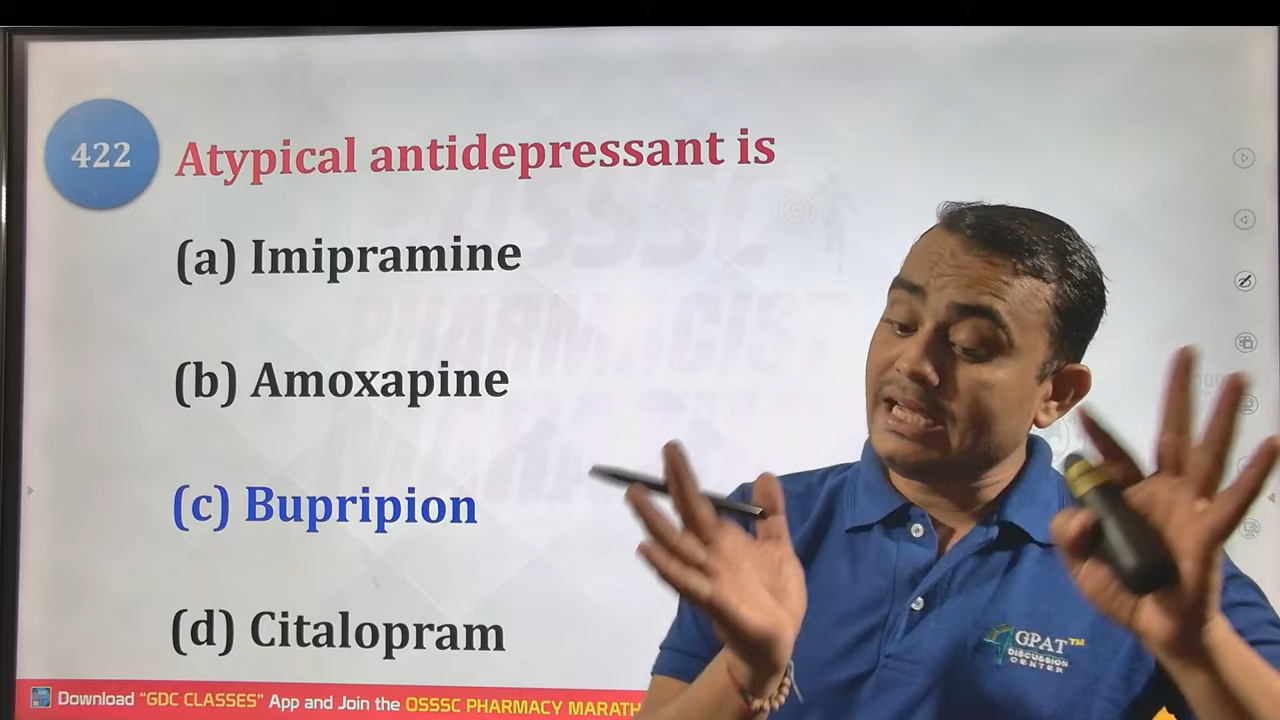 422
Atypical antidepressant is
(a) Imipramine
(b) Amoxapine
(c) Bupripion
(d) Citalopram
GPAT™
DISCUSSION
CENTER
Download “GDC CLASSES” App and Join the OSSSC PHARMACY MARATH